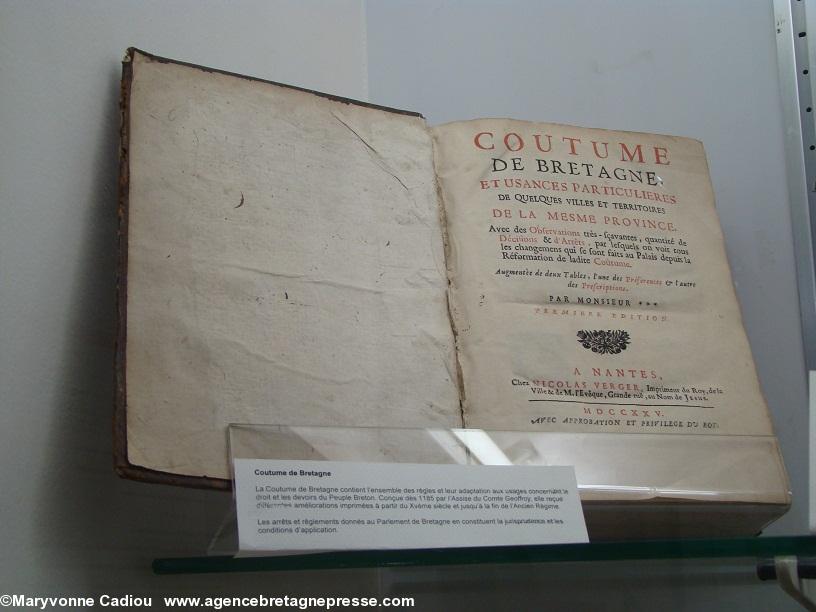 COUTUME
DE BRETAGNE,
ET USANCES PARTICULIERES
DE QUELQUES VILLES ET TERRITOIRES
DE LA MESME PROVINCE.
Avec des Observations très-sçavantes, quantité de
Décisions & d'Arrêts, par lesquels on voit tous
les changemens qui se sont faits au Palais depuis la
Réformation de ladite Coûtume.
Augmentée de deux Tables, l'une des Préferences & l'autre
des Prescriptions.
PAR MONSIEUR ***
PREMIERE EDITION.
A NANTES,
Chez NICOLAS VERGER, Imprimeur du Roy, de la
Ville & de M. l'Evêque, Grande ruë, au Nom de Jesus.
MDCCXXV.
AVEC APPROBATION ET PRIVILEGE DU ROY.
Coutume de Bretagne
La Coutume de Bretagne contient l'ensemble des règles et leur adaptation aux usages concernant le
droit et les devoirs du Peuple Breton. Conçue dès 1185 par l'Assise du Comte Geoffroy, elle reçue
différentes améliorations imprimées à partir du Xvème siècle et jusqu'à la fin de l'Ancien Régime.
Les arrêts et règlements donnés au Parlement de Bretagne en constituent la jurisprudence et les
conditions d'application.
©Maryvonne Cadiou www.agencebretagnepresse.com